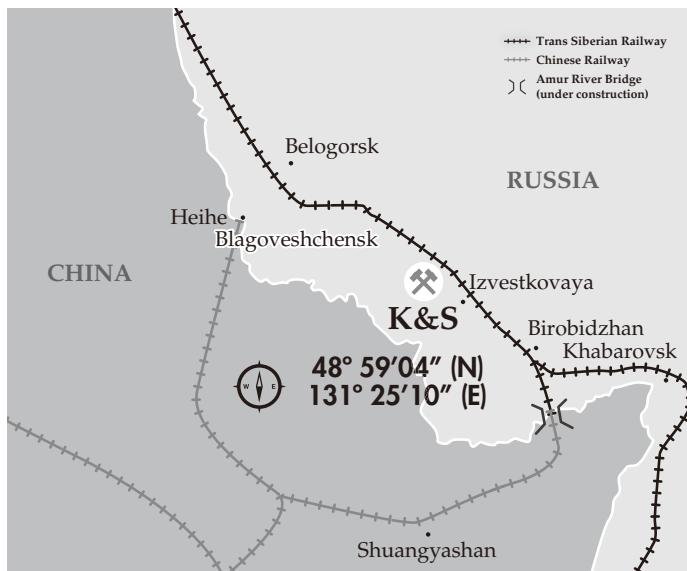 Trans Siberian Railway
Chinese Railway
Amur River Bridge
(under construction)
Belogorsk
RUSSIA
Heihe
Blagoveshchensk
CHINA
Izvestkovaya
K&S
Birobidzhan
Khabarovsk
48° 59’04” (N)
131° 25’10” (E)
W E
Shuangyashan